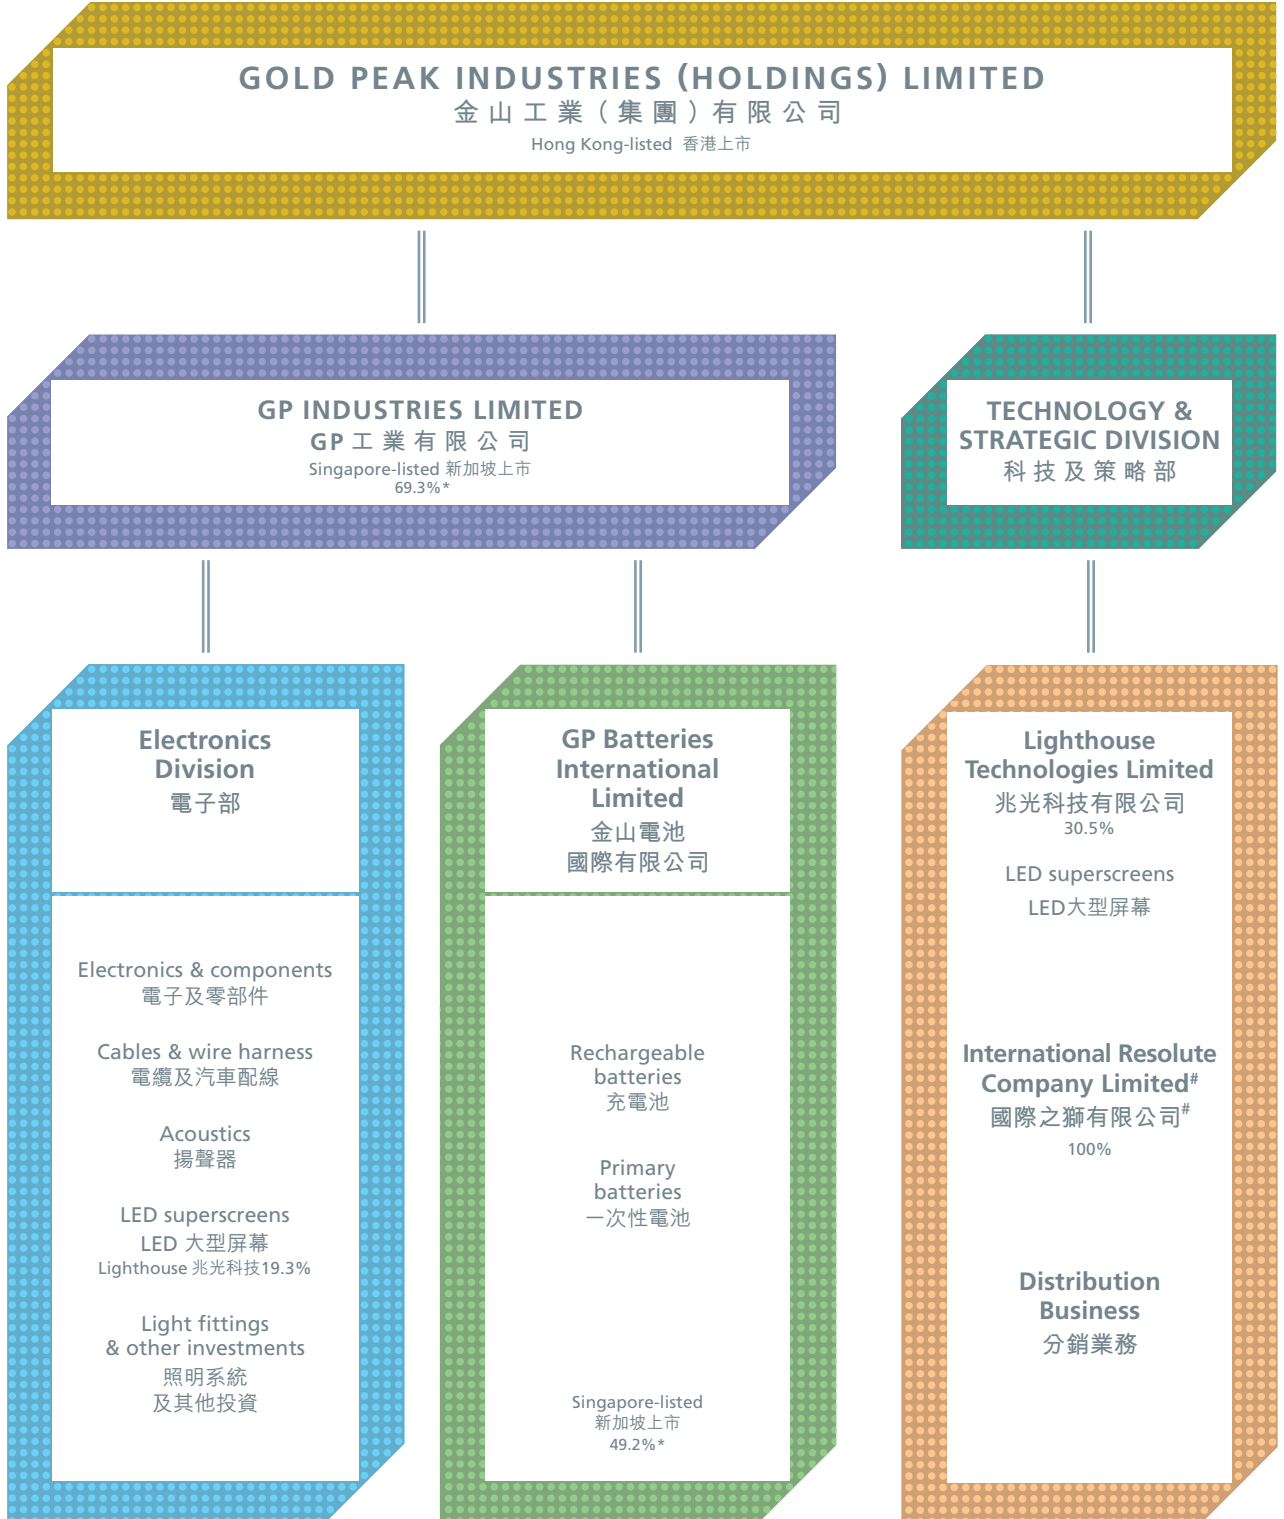 GOLD PEAK INDUSTRIES (HOLDINGS) LIMITED
金山工業(集團)有限公司
Hong Kong-listed 香港上市
GP INDUSTRIES LIMITED
GP工業有限公司
Singapore-listed 新加坡上市
69.3%*
TECHNOLOGY &
STRATEGIC DIVISION
科技及策略部
Electronics
Division
電子部
Electronics & components
電子及零部件
Cables & wire harness
電纜及汽車配線
Acoustics
揚聲器
LED superscreens
LED 大型屏幕
Lighthouse 兆光科技19.3%
Light fittings
& other investments
照明系統
及其他投資
GP Batteries
International
Limited
金山電池
國際有限公司
Rechargeable
batteries
充電池
Primary
batteries
一次性電池
Singapore-listed
新加坡上市
49.2%*
Lighthouse
Technologies Limited
兆光科技有限公司
30.5%
LED superscreens
LED大型屏幕
International Resolute
Company Limited#
國際之獅有限公司#
100%
Distribution
Business
分銷業務